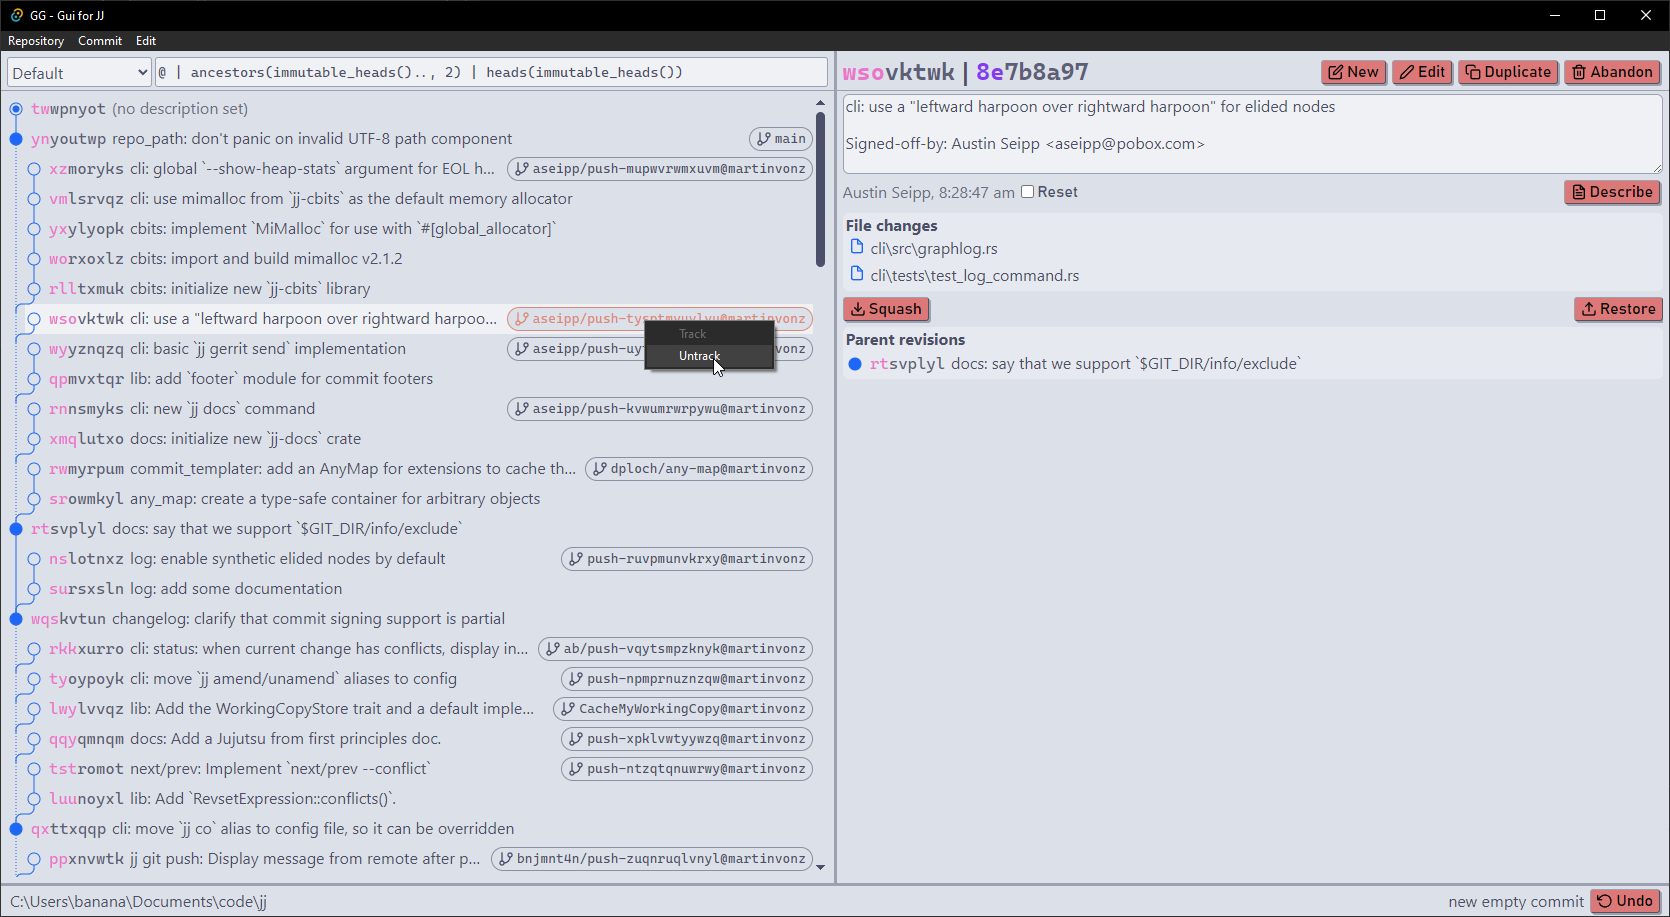 GG - Gui for JJ
Repository Commit Edit
Default
@ | ancestors(immutable_heads().., 2) | heads(immutable_heads())
twwpnyot (no description set)
ynyoutwp repo_path: don't panic on invalid UTF-8 path component main
xzmoryks cli: global `--show-heap-stats` argument for EOL h... aseipp/push-mupwvrwmxuvm@martinvonz
vmlsrvqz cli: use mimalloc from `jj-cbits` as the default memory allocator
yxylyopk cbits: implement `MiMalloc` for use with `#[global_allocator]`
worxoxlz cbits: import and build mimalloc v2.1.2
rlltxmuk cbits: initialize new `jj-cbits` library
wsovktwk cli: use a "leftward harpoon over rightward harpoo...
Track
Untrack
wyyznqzq cli: basic `jj gerrit send` implementation
qpmvxtqr lib: add `footer` module for commit footers
rnnsmyks cli: new `jj docs` command aseipp/push-kvwumrwrpywu@martinvonz
xmqlutxo docs: initialize new `jj-docs` crate
rwmyrpum commit_templater: add an AnyMap for extensions to cache th... dploch/any-map@martinvonz
srowmkyl any_map: create a type-safe container for arbitrary objects
rtsvplyl docs: say that we support `$GIT_DIR/info/exclude`
nslotnxz log: enable synthetic elided nodes by default push-ruvpmunvkrxy@martinvonz
sursxsln log: add some documentation
wqskvtun changelog: clarify that commit signing support is partial
rkkxurro cli: status: when current change has conflicts, display in... ab/push-vqytsmpzknyk@martinvonz
tyoypoyk cli: move `jj amend/unamend` aliases to config push-npmprnuznzqw@martinvonz
lwylvvqz lib: Add the WorkingCopyStore trait and a default imple... CacheMyWorkingCopy@martinvonz
qqyqmnqm docs: Add a Jujutsu from first principles doc. push-xpklvwtyywzq@martinvonz
tstromot next/prev: Implement `next/prev --conflict` push-ntzqtqnuwrwy@martinvonz
luunoyxl lib: Add `RevsetExpression::conflicts()`.
qxttxqqp cli: move `jj co` alias to config file, so it can be overridden
ppxnvwtk jj git push: Display message from remote after p... bnjmnt4n/push-zuqnruqlvnyl@martinvonz
wsovktwk | 8e7b8a97
New Edit Duplicate Abandon
cli: use a "leftward harpoon over rightward harpoon" for elided nodes
Signed-off-by: Austin Seipp <aseipp@pobox.com>
Austin Seipp, 8:28:47 am Reset
Describe
File changes
cli\src\graphlog.rs
cli\tests\test_log_command.rs
Squash Restore
Parent revisions
rtsvplyl docs: say that we support `$GIT_DIR/info/exclude`
C:\Users\banana\Documents\code\jj
new empty commit Undo